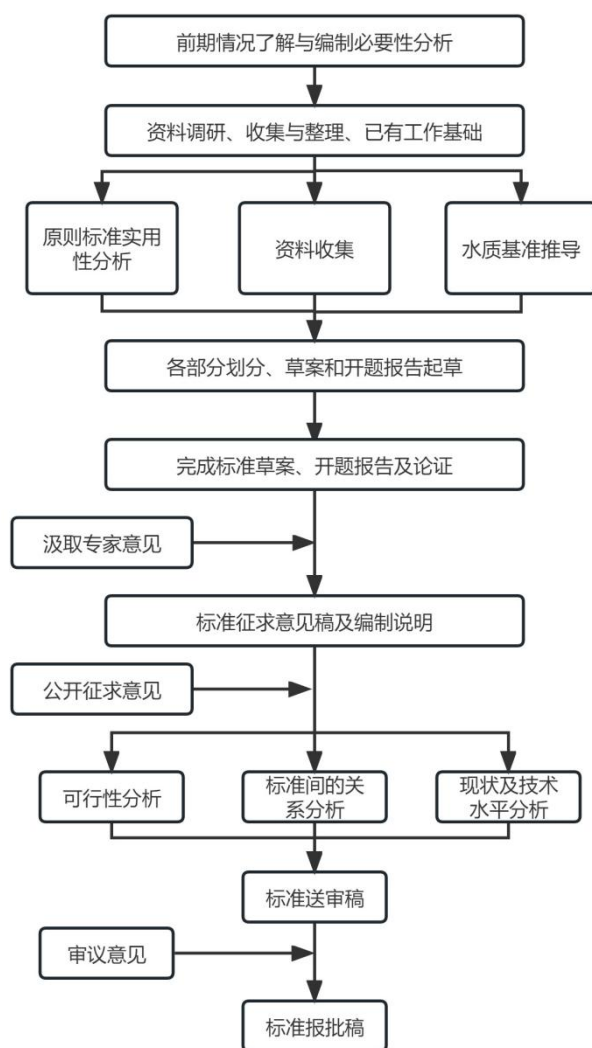 前期情况了解与编制必要性分析
资料调研、收集与整理、已有工作基础
原则标准实用
性分析
资料收集
水质基准推导
各部分划分、草案和开题报告起草
完成标准草案、开题报告及论证
汲取专家意见
标准征求意见稿及编制说明
公开征求意见
可行性分析
标准间的关
系分析
现状及技术
水平分析
标准送审稿
审议意见
标准报批稿